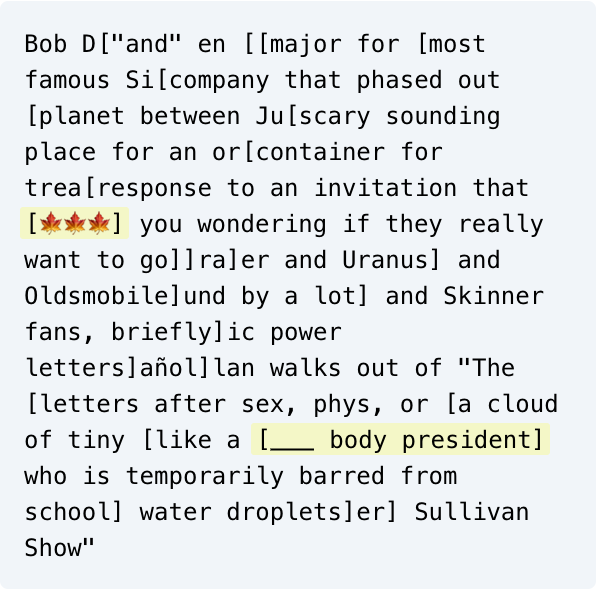 Bob D["and" en [[major for [most
famous Si[company that phased out
[planet between Ju[scary sounding
place for an or[container for
trea[response to an invitation that
[🍁🍁🍁] you wondering if they really
want to go]]ra]er and Uranus] and
Oldsmobile]und by a lot] and Skinner
fans, briefly]ic power
letters]añol]lan walks out of "The
[letters after sex, phys, or [a cloud
of tiny [like a [___ body president]
who is temporarily barred from
school] water droplets]er] Sullivan
Show"